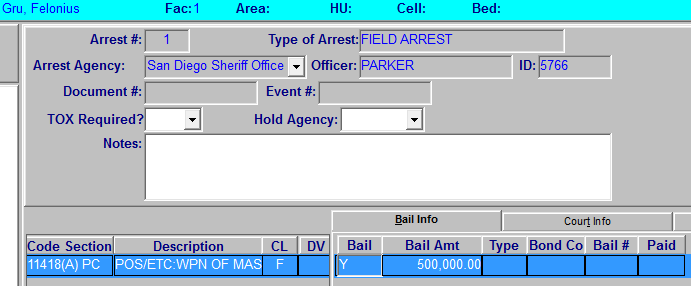 Gru, Felonius Fac:1 Area: HU: Cell: Bed:
Arrest #: 1 Type of Arrest: FIELD ARREST
Arrest Agency: San Diego Sheriff Office Officer: PARKER ID: 5766
Document #: Event #:
TOX Required? Hold Agency:
Notes:
Bail Info Court Info
Code Section Description CL DV Bail Bail Amt Type Bond Co Bail # Paid
11418(A) PC POS/ETC:WPN OF MAS F Y 500,000.00